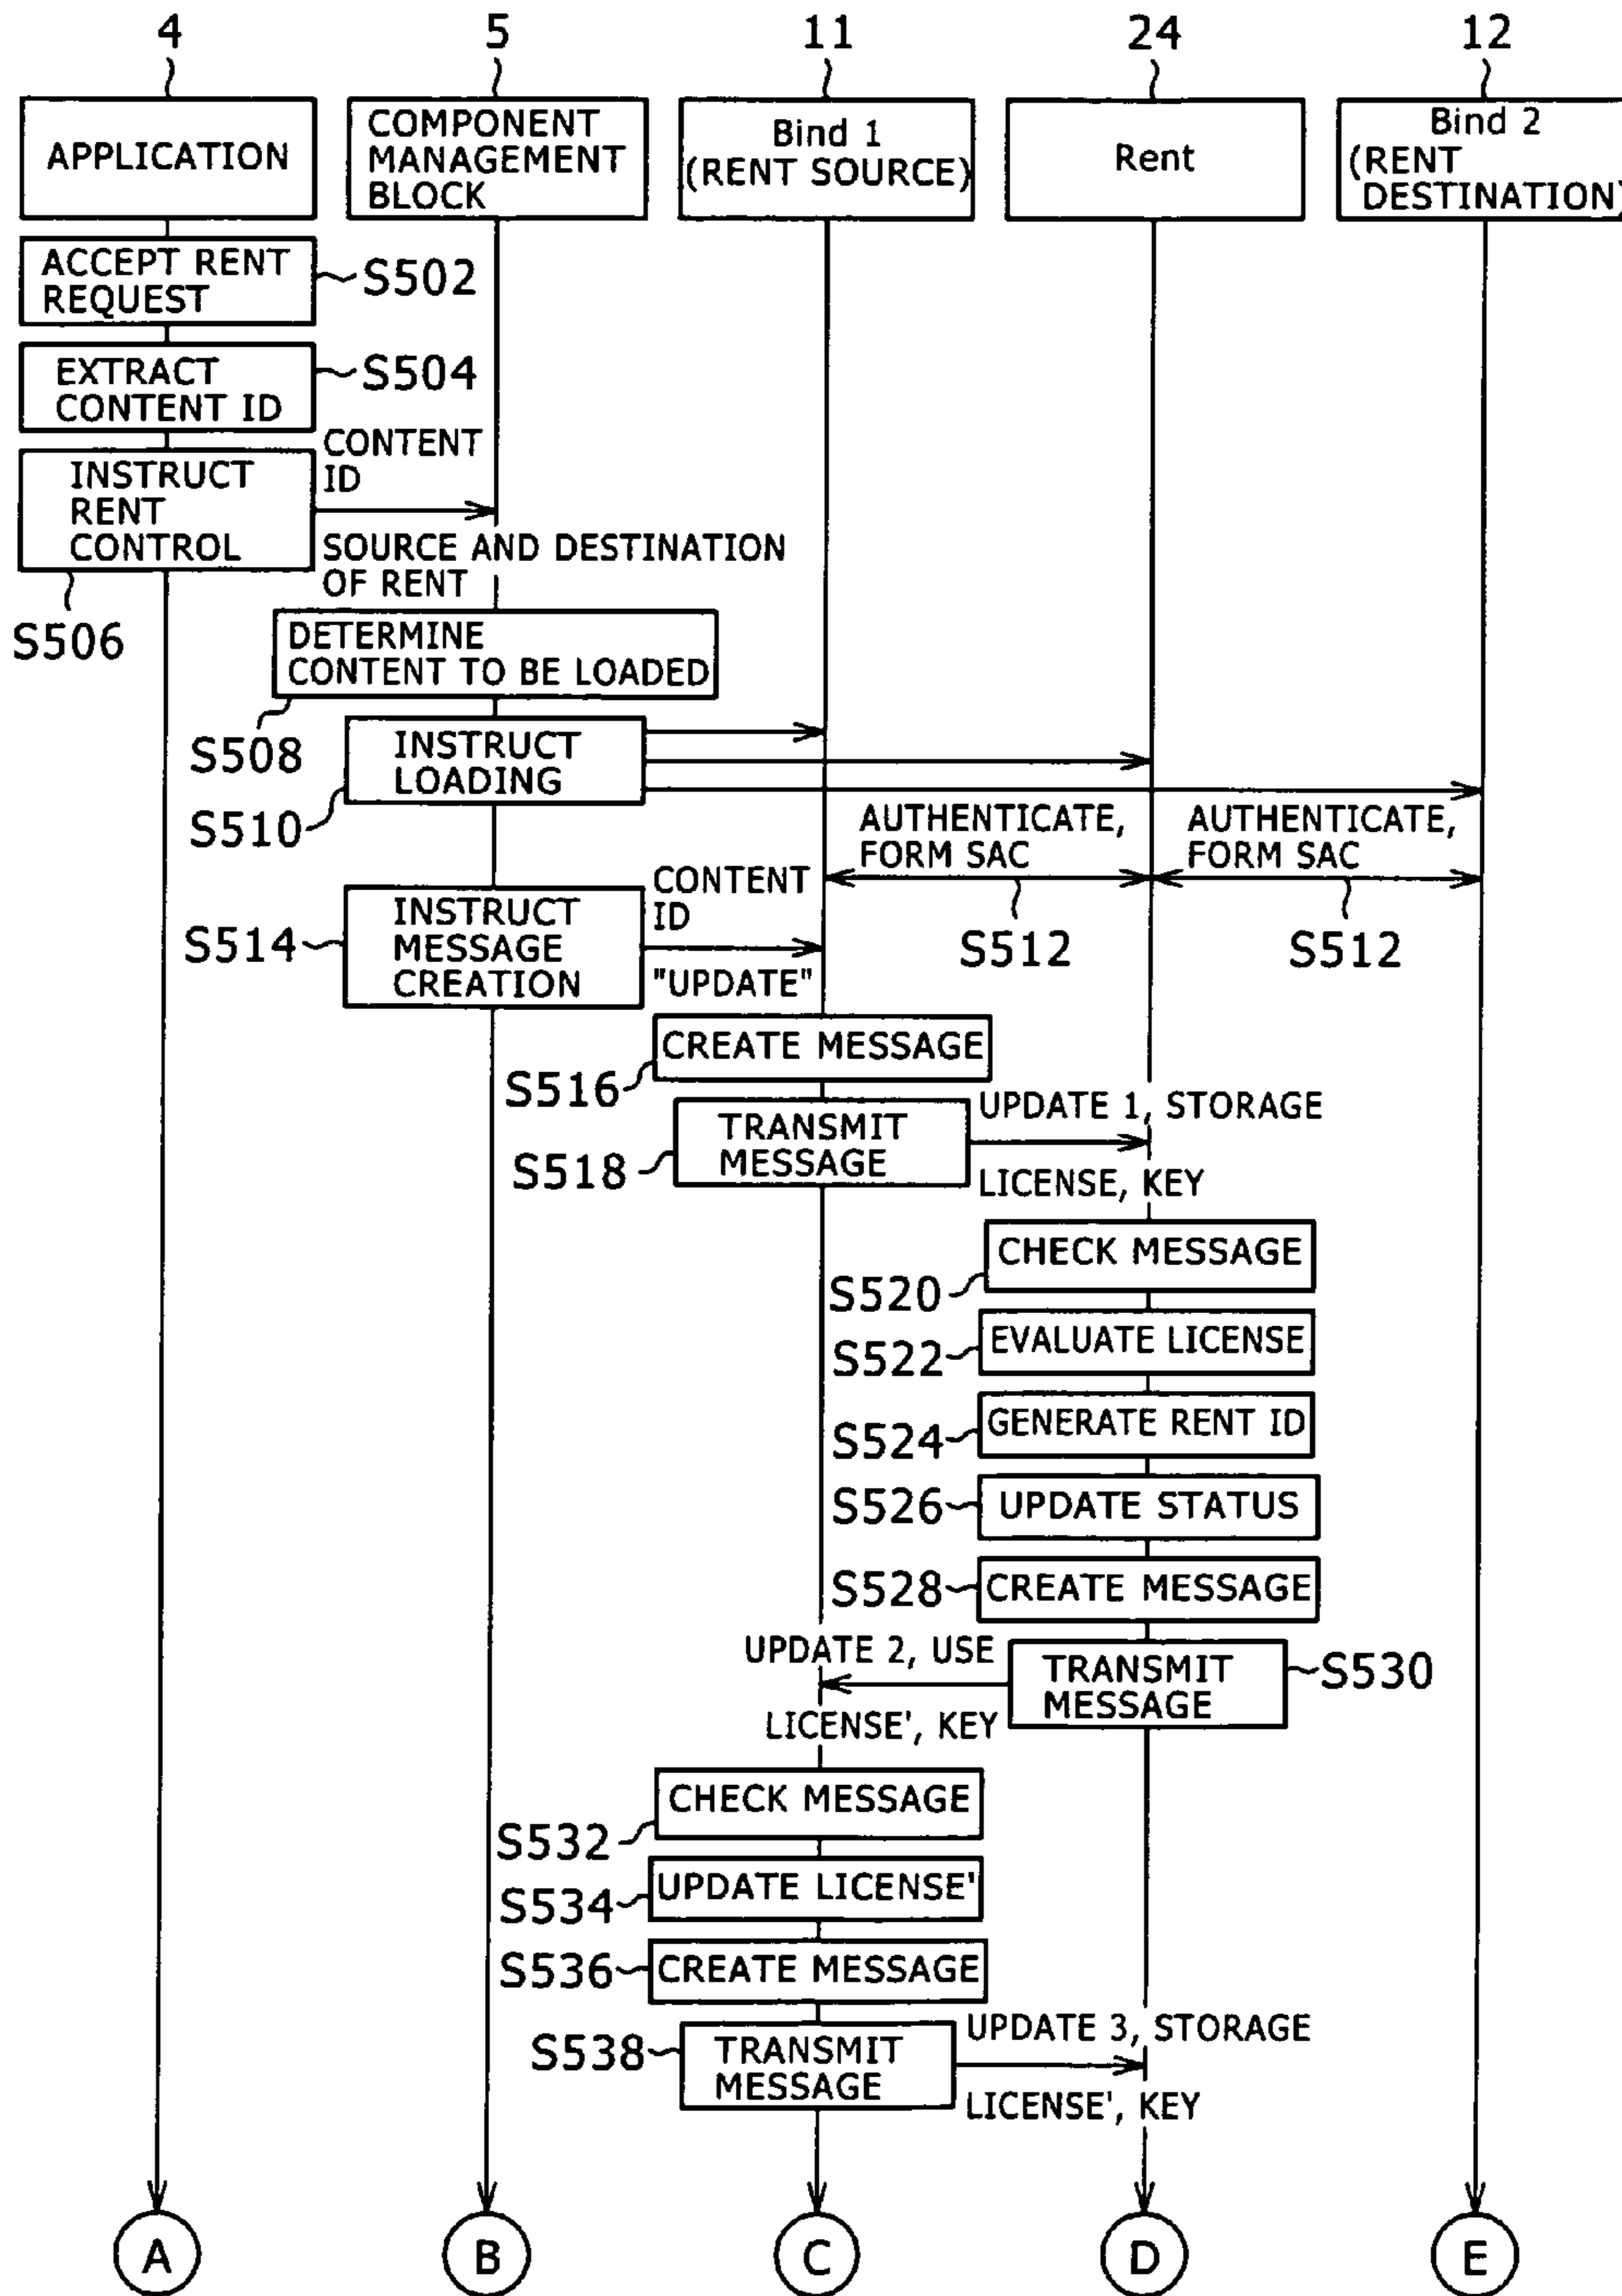 4
5
11
24
12
APPLICATION
COMPONENT
MANAGEMENT
BLOCK
Bind 1
(RENT SOURCE)
Rent
Bind 2
(RENT
DESTINATION)
ACCEPT RENT
REQUEST
S502
EXTRACT
CONTENT ID
S504
INSTRUCT
RENT
CONTROL
S506
CONTENT
ID
SOURCE AND DESTINATION
OF RENT
DETERMINE
CONTENT TO BE LOADED
S508
INSTRUCT
LOADING
S510
AUTHENTICATE,
FORM SAC
S512
AUTHENTICATE,
FORM SAC
S512
INSTRUCT
MESSAGE
CREATION
S514
CONTENT
ID
"UPDATE"
CREATE MESSAGE
S516
TRANSMIT
MESSAGE
S518
UPDATE 1, STORAGE
LICENSE, KEY
CHECK MESSAGE
S520
EVALUATE LICENSE
S522
GENERATE RENT ID
S524
UPDATE STATUS
S526
CREATE MESSAGE
S528
TRANSMIT
MESSAGE
S530
UPDATE 2, USE
LICENSE', KEY
CHECK MESSAGE
S532
UPDATE LICENSE'
S534
CREATE MESSAGE
S536
TRANSMIT
MESSAGE
S538
UPDATE 3, STORAGE
LICENSE', KEY
A
B
C
D
E